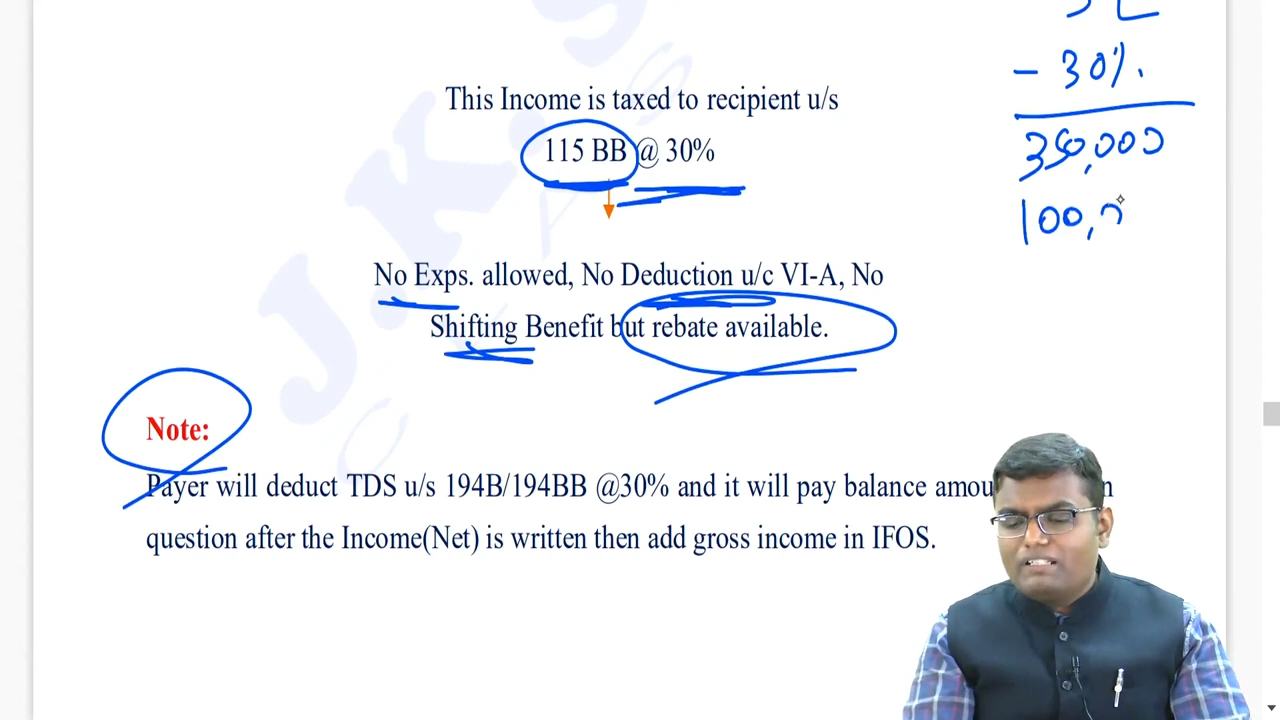 - 30%.
This Income is taxed to recipient u/s
350,000
115 BB @ 30%
100,
No Exps. allowed, No Deduction u/c VI-A, No
Shifting Benefit but rebate available.
Note:
Payer will deduct TDS u/s 194B/194BB @30% and it will pay balance
question after the Income(Net) is written then add gross income in IFOS.
J.K.S